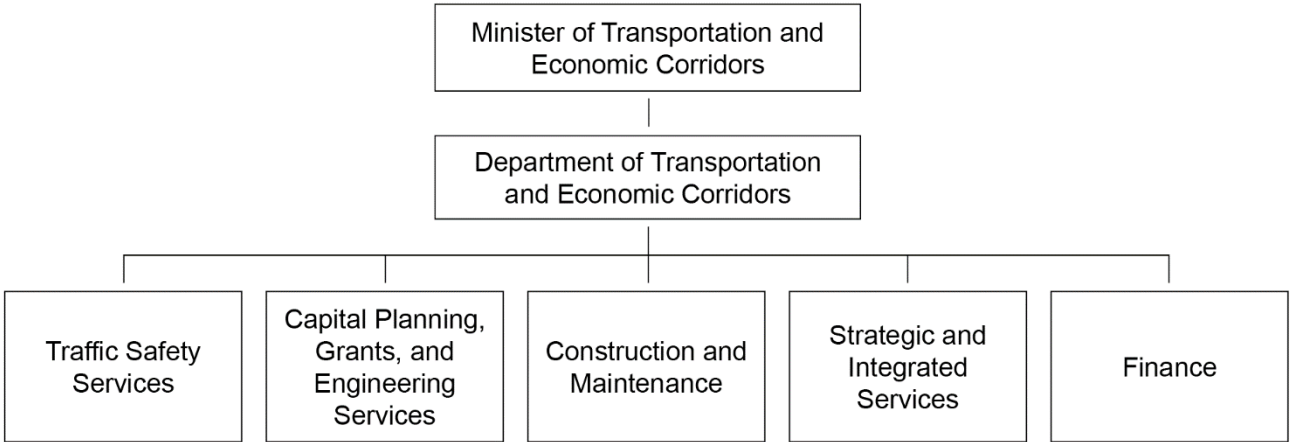 Minister of Transportation and
Economic Corridors
Department of Transportation
and Economic Corridors
Traffic Safety
Services
Capital Planning,
Grants, and
Engineering
Services
Construction and
Maintenance
Strategic and
Integrated
Services
Finance